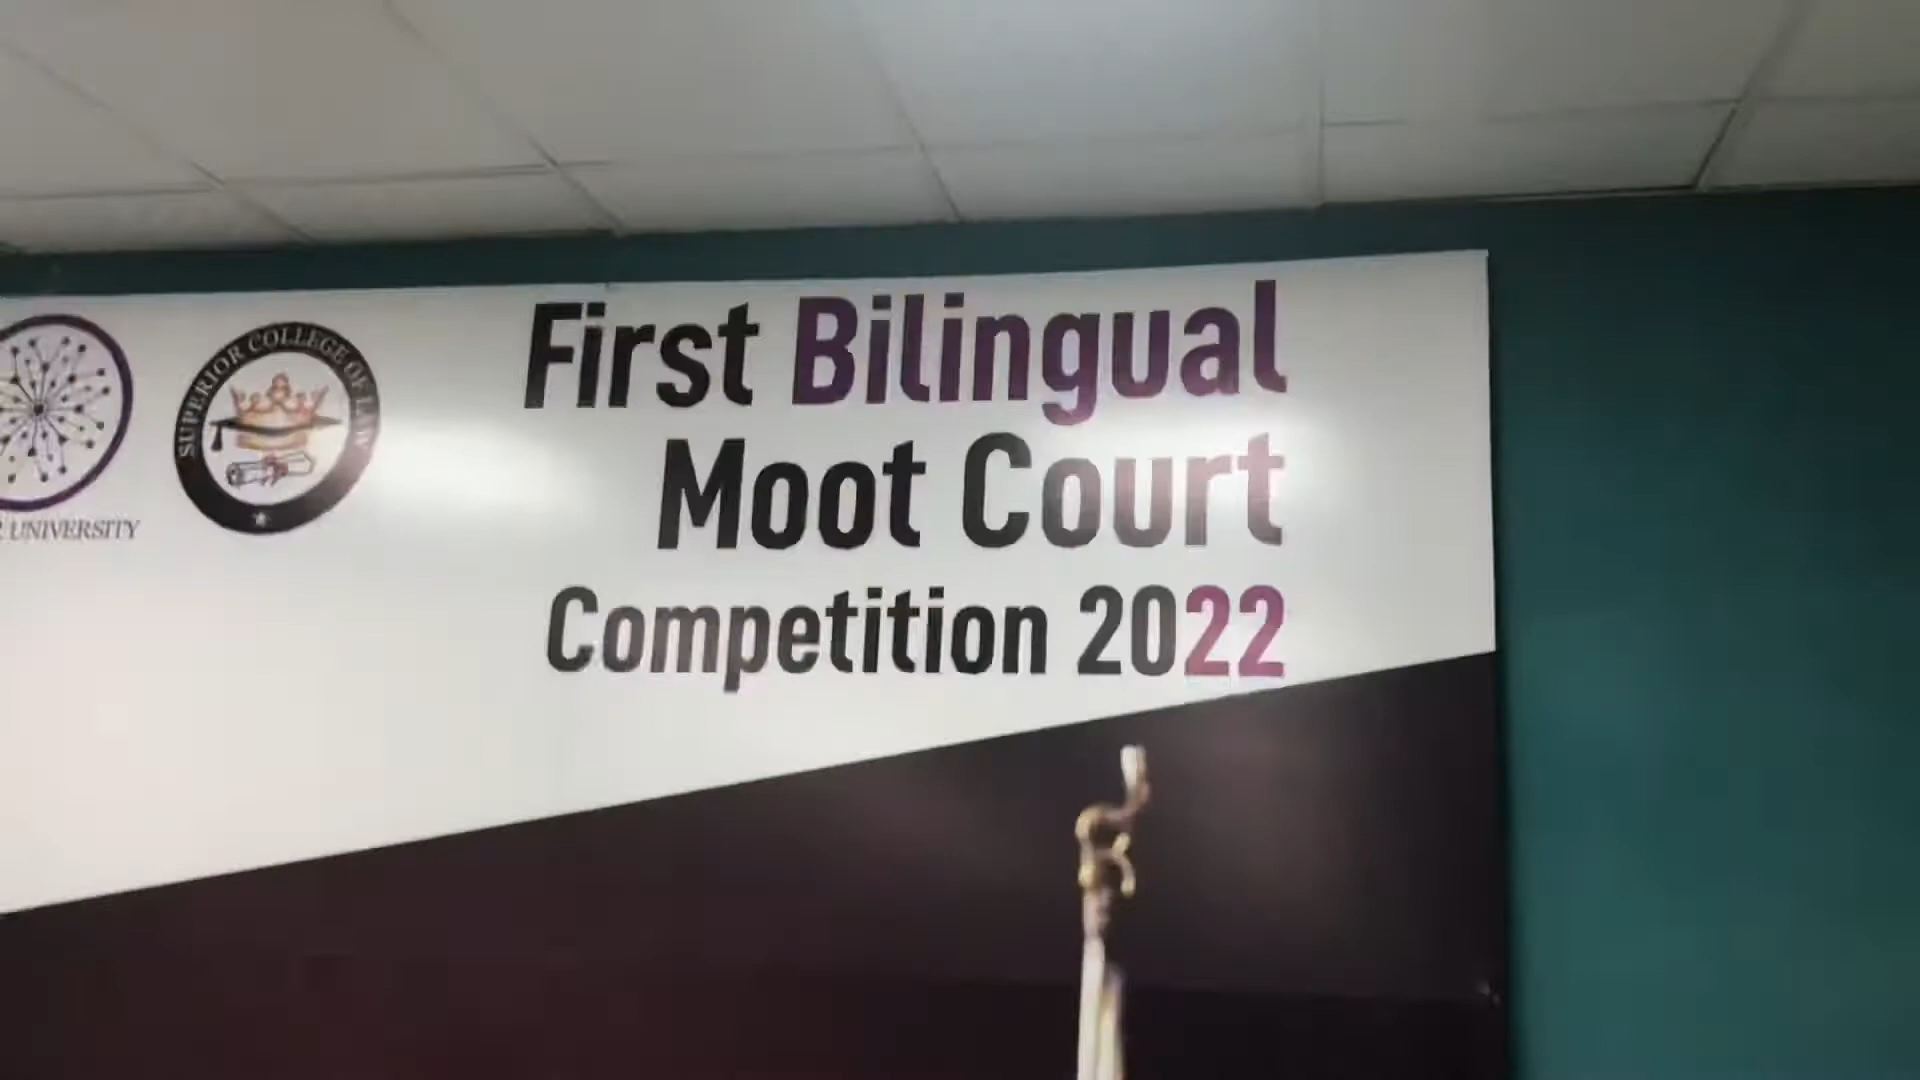 First Bilingual
Moot Court
Competition 2022
SUPERIOR COLLEGE OF LAW
UNIVERSITY